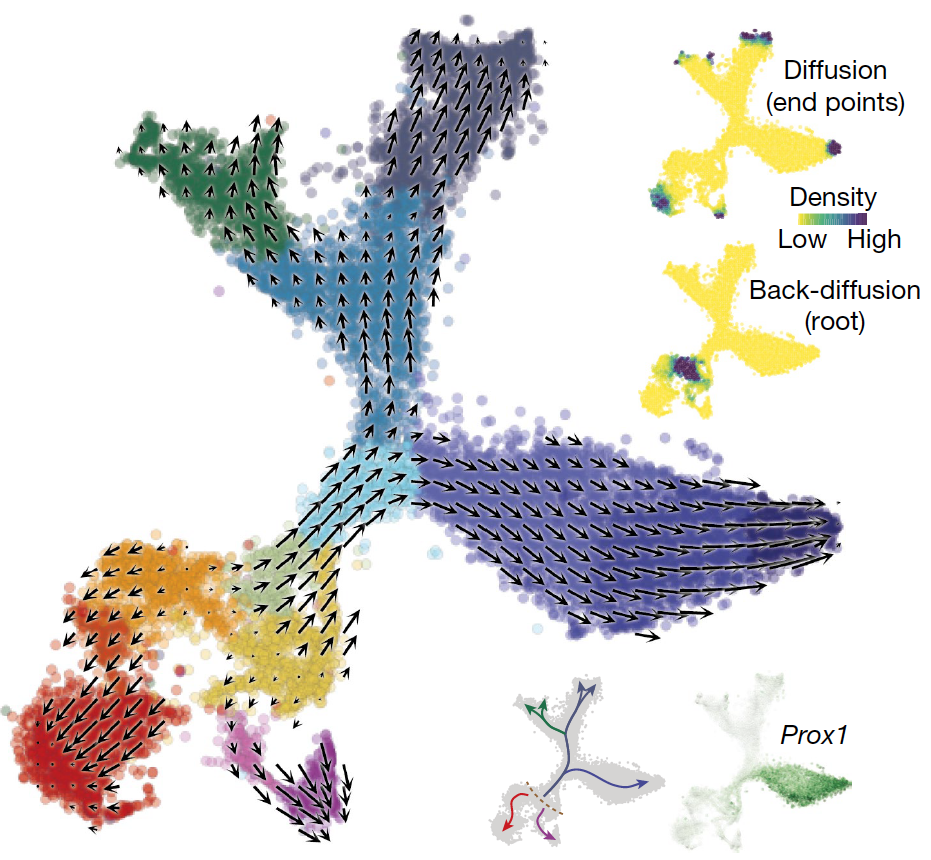 Diffusion
(end points)
Density
Low High
Back-diffusion
(root)
Prox1